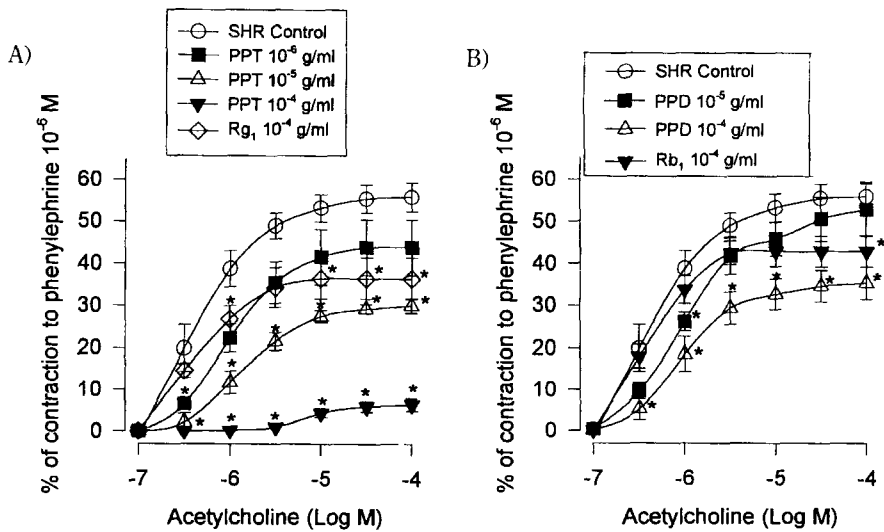 A)
SHR Control
PPT 10⁻⁶ g/ml
PPT 10⁻⁵ g/ml
PPT 10⁻⁴ g/ml
Rg₁ 10⁻⁴ g/ml
% of contraction to phenylephrine 10⁻⁶ M
60
50
40
30
20
10
0
-7
-6
-5
-4
Acetylcholine (Log M)
B)
SHR Control
PPD 10⁻⁵ g/ml
PPD 10⁻⁴ g/ml
Rb₁ 10⁻⁴ g/ml
% of contraction to phenylephrine 10⁻⁶ M
60
50
40
30
20
10
0
-7
-6
-5
-4
Acetylcholine (Log M)